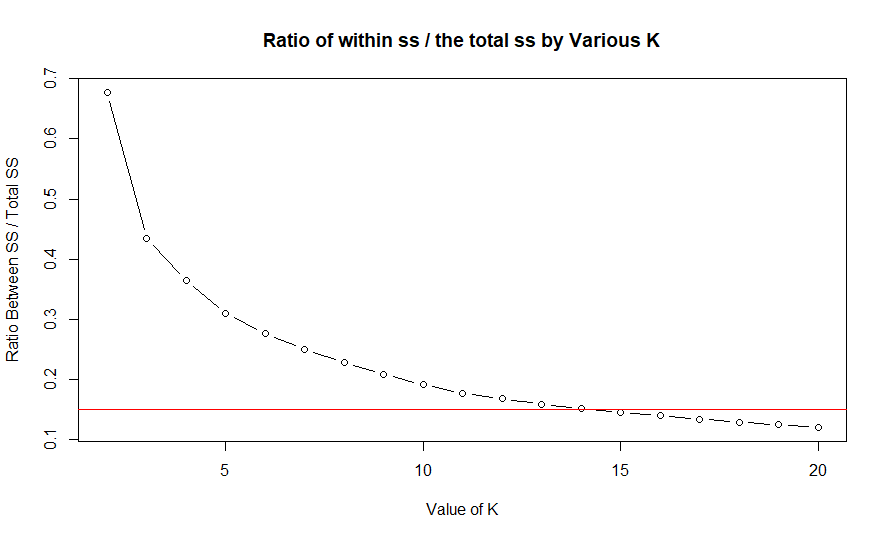 Ratio of within ss / the total ss by Various K
Ratio Between SS / Total SS
0.7
0.6
0.5
0.4
0.3
0.2
0.1
5 10 15 20
Value of K